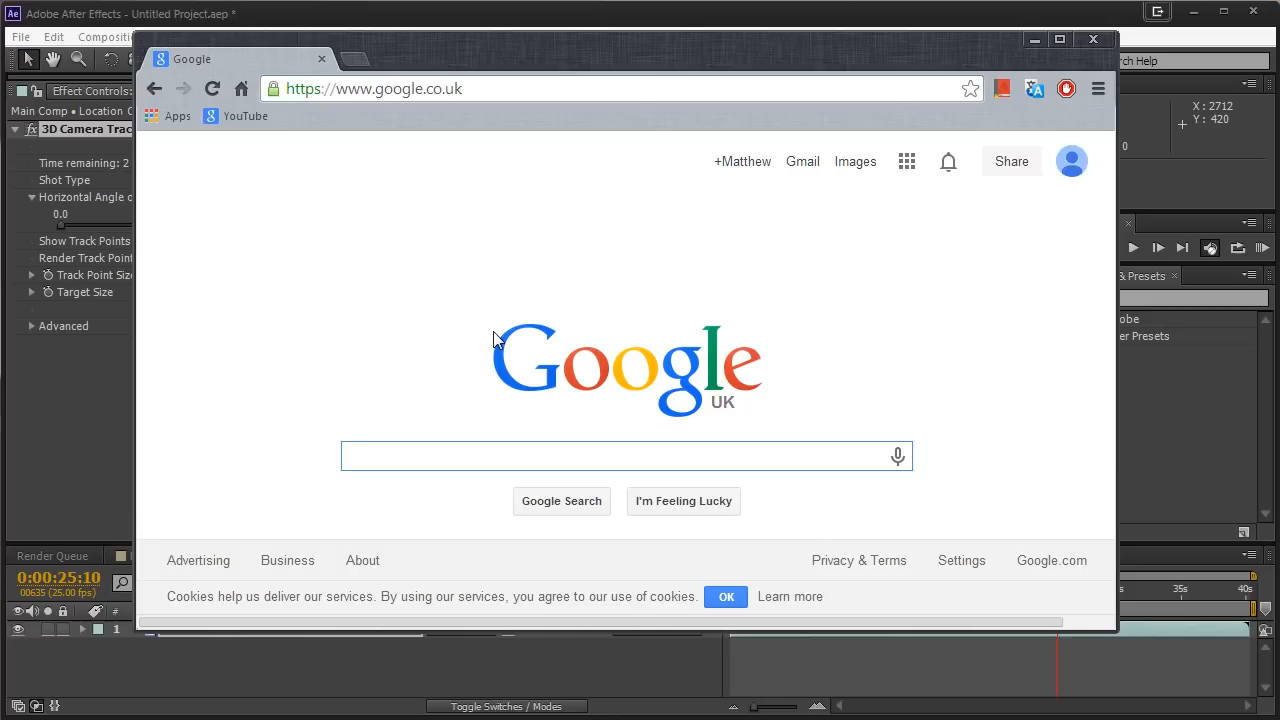 Adobe After Effects - Untitled Project.aep *
File Edit Compositi
rch Help
Google
https://www.google.co.uk
Apps YouTube
Effect Controls:
Main Comp • Location C
fx 3D Camera Trac
Time remaining: 2
Shot Type
Horizontal Angle o
0.0
Show Track Points
Render Track Point
Track Point Size
Target Size
Advanced
X : 2712
Y : 420
0
+Matthew Gmail Images Share
Google
UK
& Presets
obe
er Presets
Google Search I'm Feeling Lucky
Advertising Business About Privacy & Terms Settings Google.com
Cookies help us deliver our services. By using our services, you agree to our use of cookies. OK Learn more
Render Queue
0:00:25:10
00635 (25.00 fps)
#
s 35s 40s
1
Toggle Switches / Modes